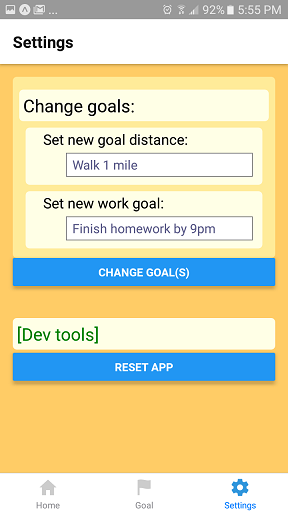 ... 92% 5:55 PM
Settings
Change goals:
Set new goal distance:
Walk 1 mile
Set new work goal:
Finish homework by 9pm
CHANGE GOAL(S)
[Dev tools]
RESET APP
Home Goal Settings